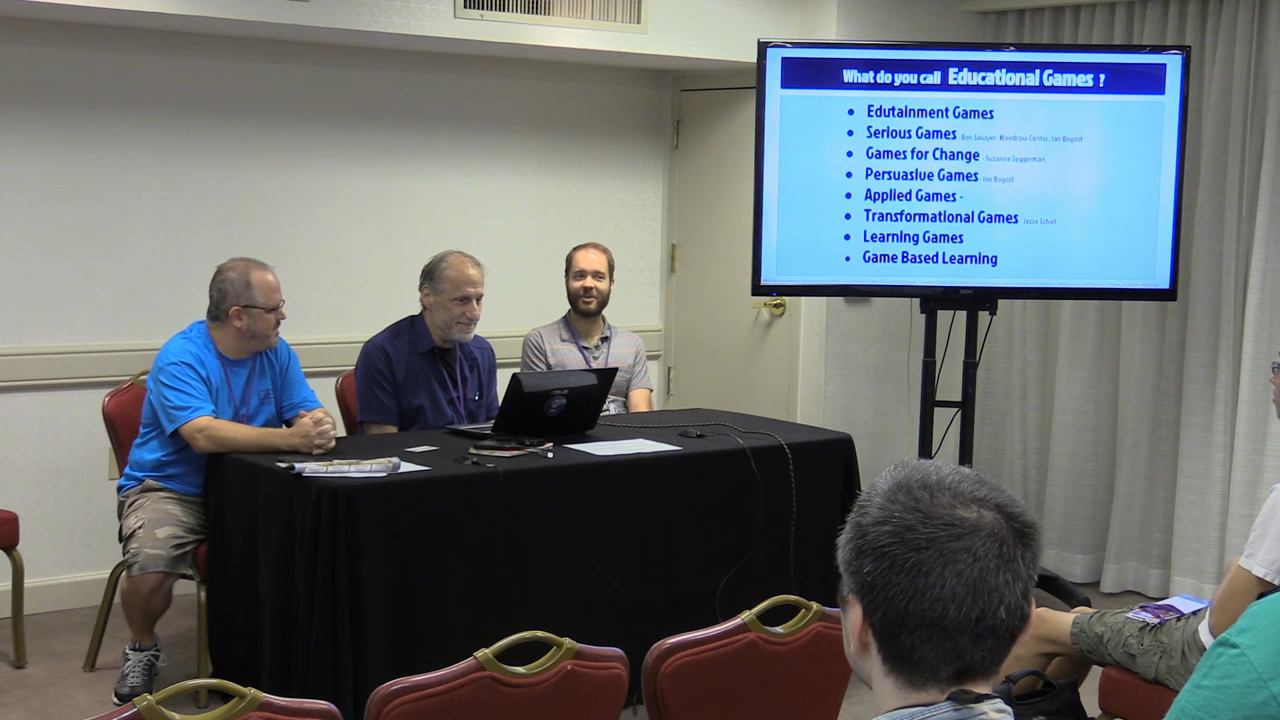 What do you call Educational Games ?
• Edutainment Games
• Serious Games - Ben Sawyer, Woodrow Center, Ian Bogost
• Games for Change - Suzanne Seggerman
• Persuasive Games - Ian Bogost
• Applied Games -
• Transformational Games - Jesse Schell
• Learning Games
• Game Based Learning
ASUS